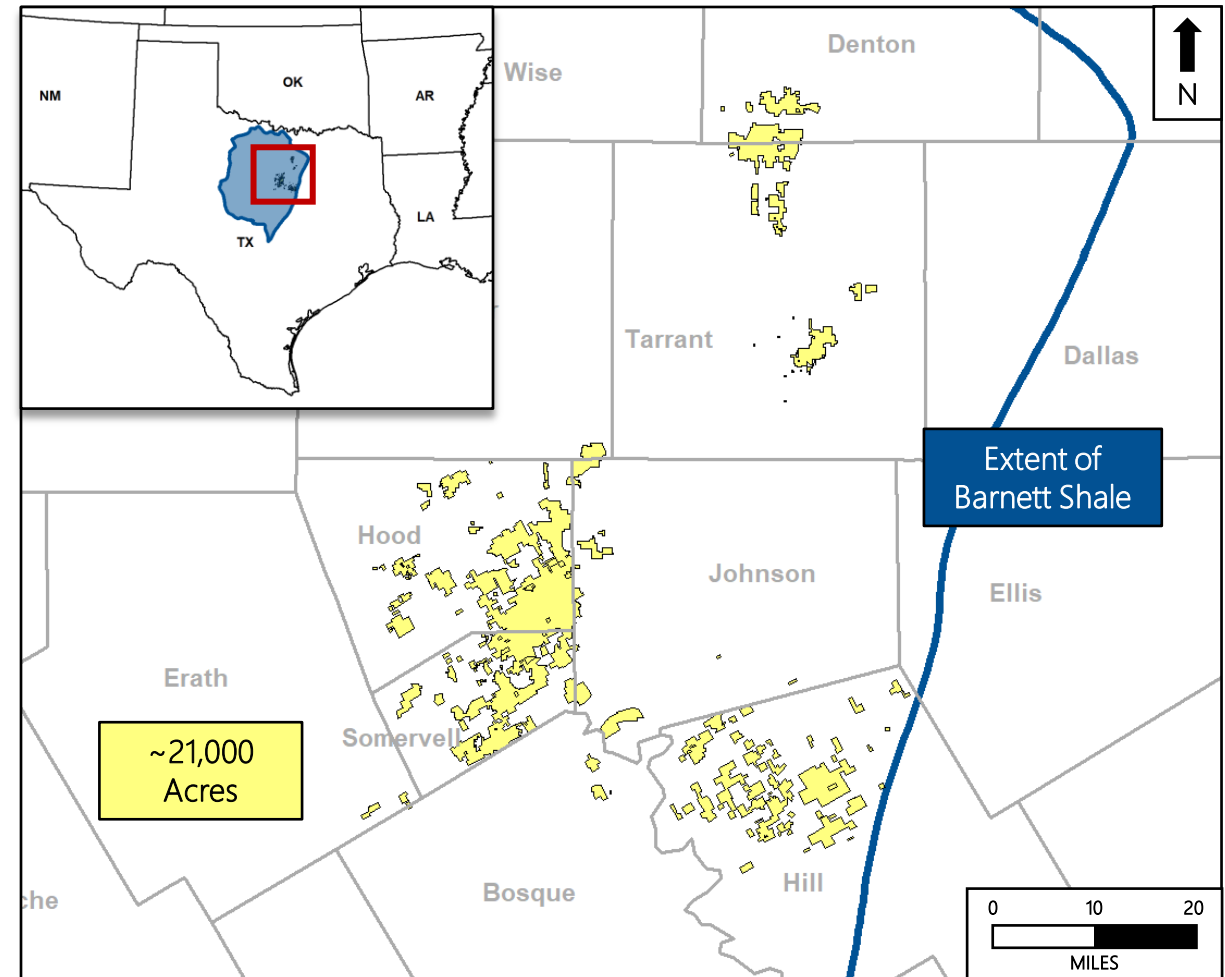 NM
OK
AR
LA
TX
Wise
Denton
N
Tarrant
Dallas
Extent of
Barnett Shale
Hood
Johnson
Ellis
Erath
Somervell
~21,000
Acres
Bosque
Hill
che
0 10 20
MILES